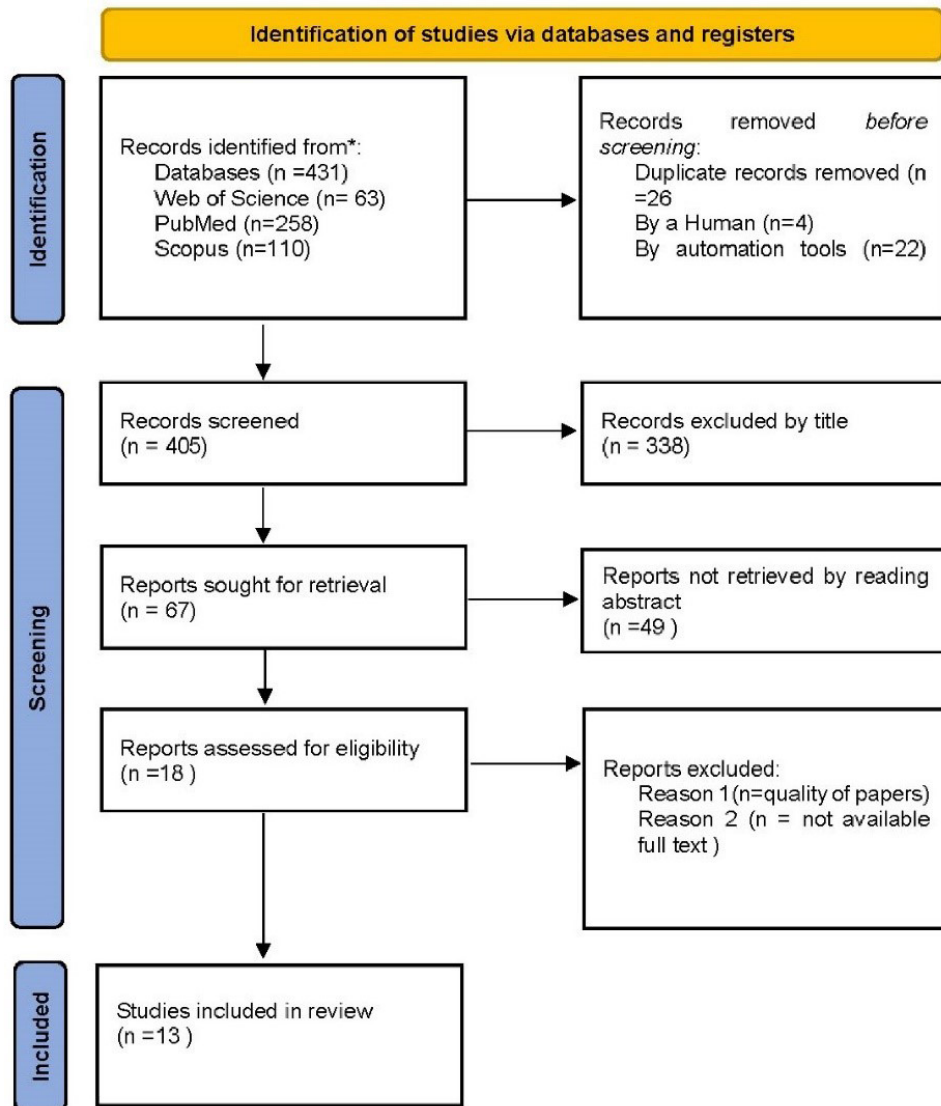 Identification of studies via databases and registers
Identification
Records identified from*:
Databases (n =431)
Web of Science (n= 63)
PubMed (n=258)
Scopus (n=110)
Records removed before
screening:
Duplicate records removed (n
=26
By a Human (n=4)
By automation tools (n=22)
Screening
Records screened
(n = 405)
Records excluded by title
(n = 338)
Reports sought for retrieval
(n = 67)
Reports not retrieved by reading
abstract
(n =49 )
Reports assessed for eligibility
(n =18 )
Reports excluded:
Reason 1(n=quality of papers)
Reason 2 (n = not available
full text )
Included
Studies included in review
(n =13 )